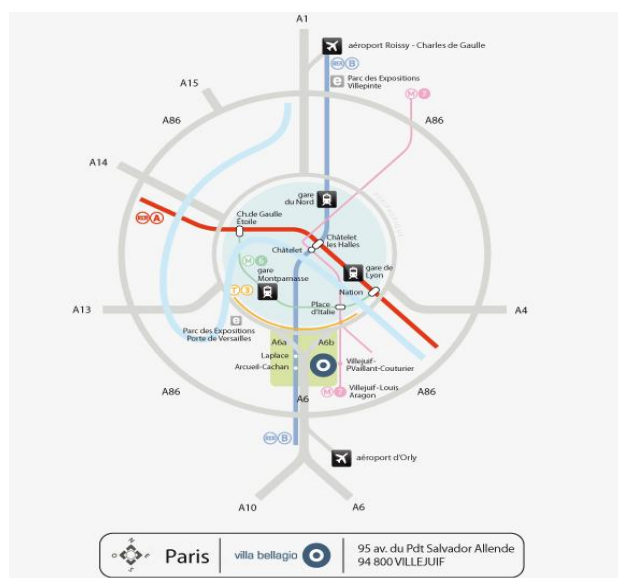 A1
aéroport Roissy - Charles de Gaulle
RER B
Parc des Expositions
Villepinte
A15
M 7
A86
A86
A14
gare
du Nord
RER A
Ch.de Gaulle
Étoile
Châtelet
les Halles
Châtelet
M 6
gare
Montparnasse
gare de
Lyon
T 3
Nation
Place
d'Italie
A13
A4
Parc des Expositions
Porte de Versailles
A6a
A6b
Laplace
Arcueil-Cachan
Villejuif-
PVaillant-Couturier
A86
A86
A6
M 7
Villejuif-Louis
Aragon
RER B
aéroport d'Orly
A10
A6
Paris
villa bellagio
95 av. du Pdt Salvador Allende
94 800 VILLEJUIF